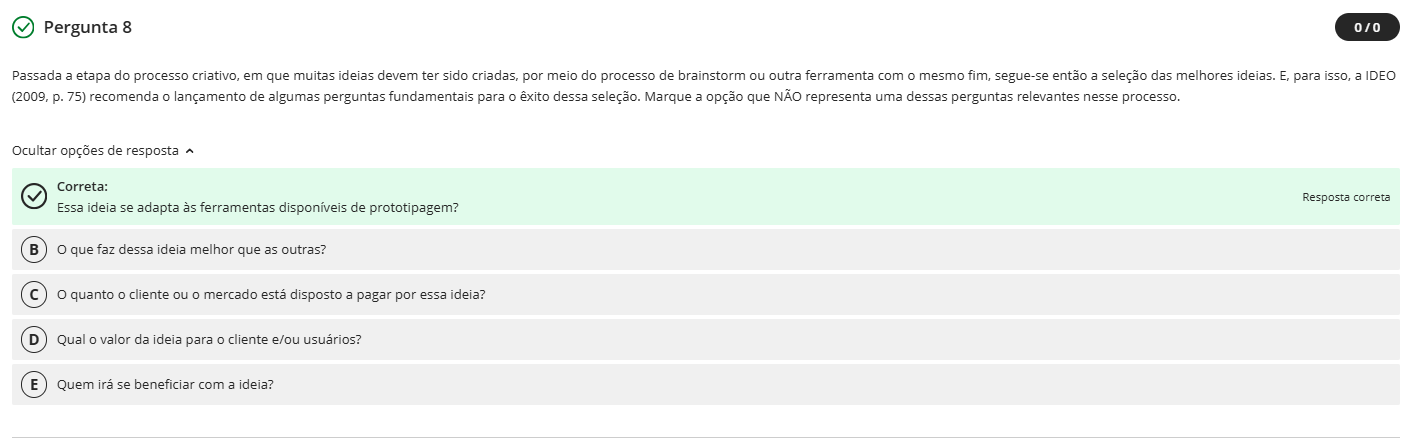 Pergunta 8
0 / 0
Passada a etapa do processo criativo, em que muitas ideias devem ter sido criadas, por meio do processo de brainstorm ou outra ferramenta com o mesmo fim, segue-se então a seleção das melhores ideias. E, para isso, a IDEO
(2009, p. 75) recomenda o lançamento de algumas perguntas fundamentais para o êxito dessa seleção. Marque a opção que NÃO representa uma dessas perguntas relevantes nesse processo.
Ocultar opções de resposta
Correta:
Essa ideia se adapta às ferramentas disponíveis de prototipagem?
Resposta correta
B O que faz dessa ideia melhor que as outras?
C O quanto o cliente ou o mercado está disposto a pagar por essa ideia?
D Qual o valor da ideia para o cliente e/ou usuários?
E Quem irá se beneficiar com a ideia?